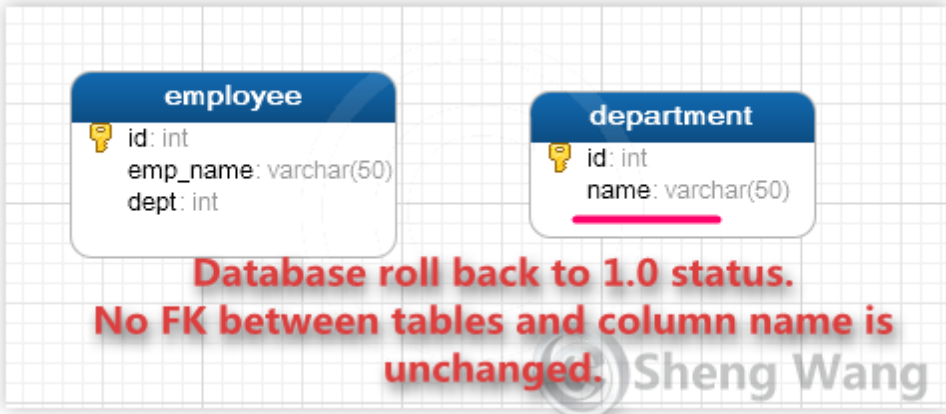 employee
id: int
emp_name: varchar(50)
dept: int
department
id: int
name: varchar(50)
Database roll back to 1.0 status.
No FK between tables and column name is
unchanged.
© Sheng Wang